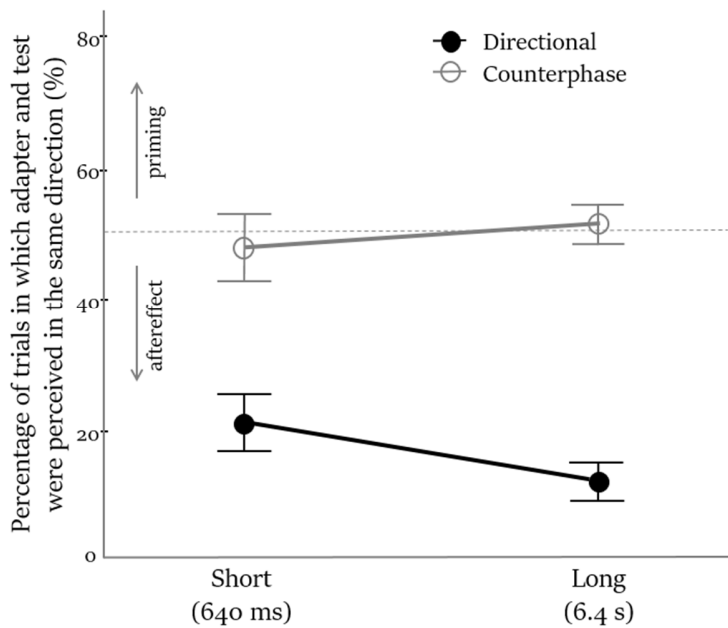 Percentage of trials in which adapter and test
were perceived in the same direction (%)
80
60
40
20
0
priming
aftereffect
Directional
Counterphase
Short
(640 ms)
Long
(6.4 s)